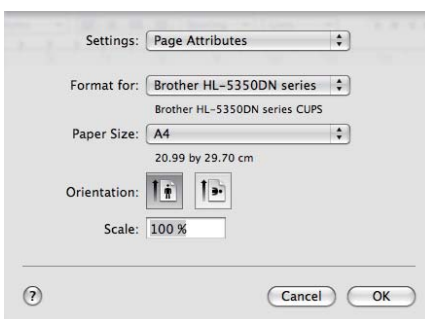 Settings: Page Attributes
Format for: Brother HL-5350DN series
Brother HL-5350DN series CUPS
Paper Size: A4
20.99 by 29.70 cm
Orientation:
Scale: 100 %
? Cancel OK